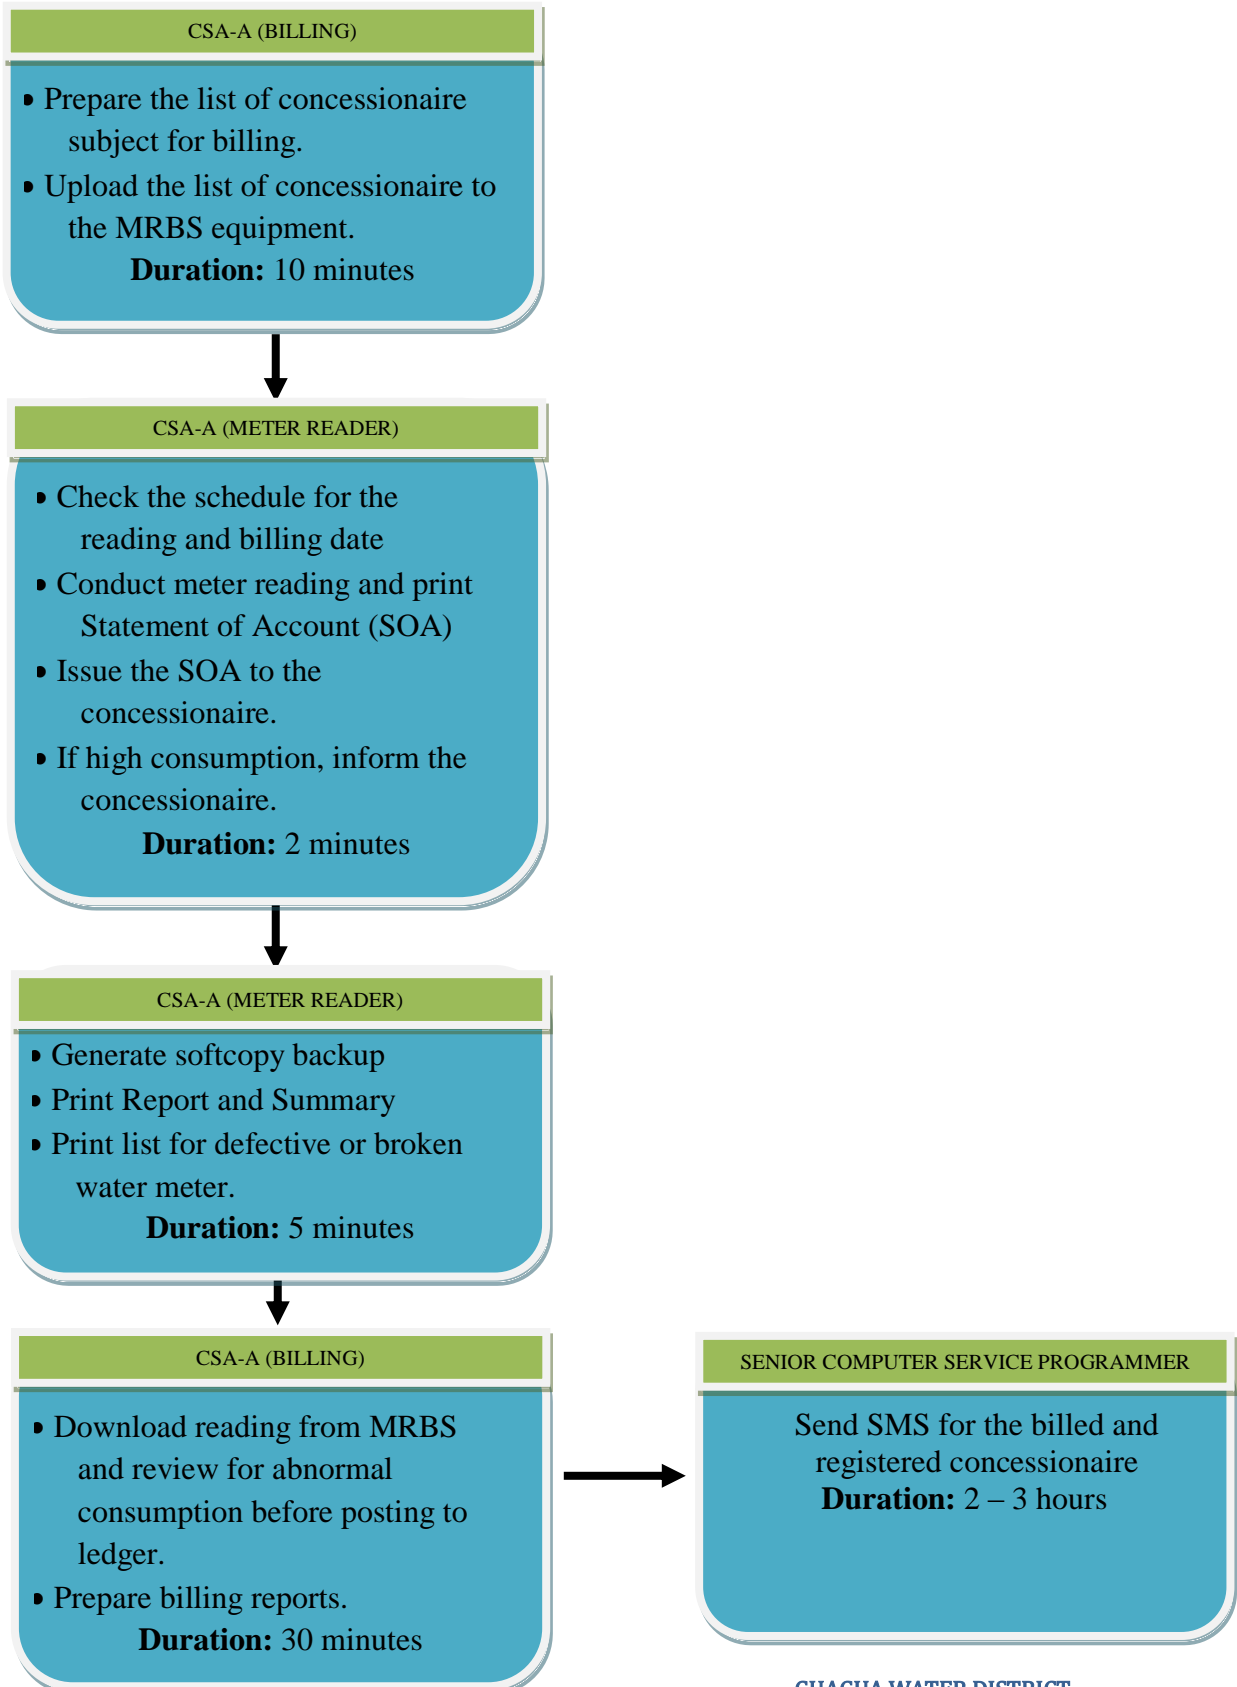 CSA-A (BILLING)
• Prepare the list of concessionaire
subject for billing.
• Upload the list of concessionaire to
the MRBS equipment.
Duration: 10 minutes
CSA-A (METER READER)
• Check the schedule for the
reading and billing date
• Conduct meter reading and print
Statement of Account (SOA)
• Issue the SOA to the
concessionaire.
• If high consumption, inform the
concessionaire.
Duration: 2 minutes
CSA-A (METER READER)
• Generate softcopy backup
• Print Report and Summary
• Print list for defective or broken
water meter.
Duration: 5 minutes
CSA-A (BILLING)
• Download reading from MRBS
and review for abnormal
consumption before posting to
ledger.
• Prepare billing reports.
Duration: 30 minutes
SENIOR COMPUTER SERVICE PROGRAMMER
Send SMS for the billed and
registered concessionaire
Duration: 2 – 3 hours
WATER DISTRICT